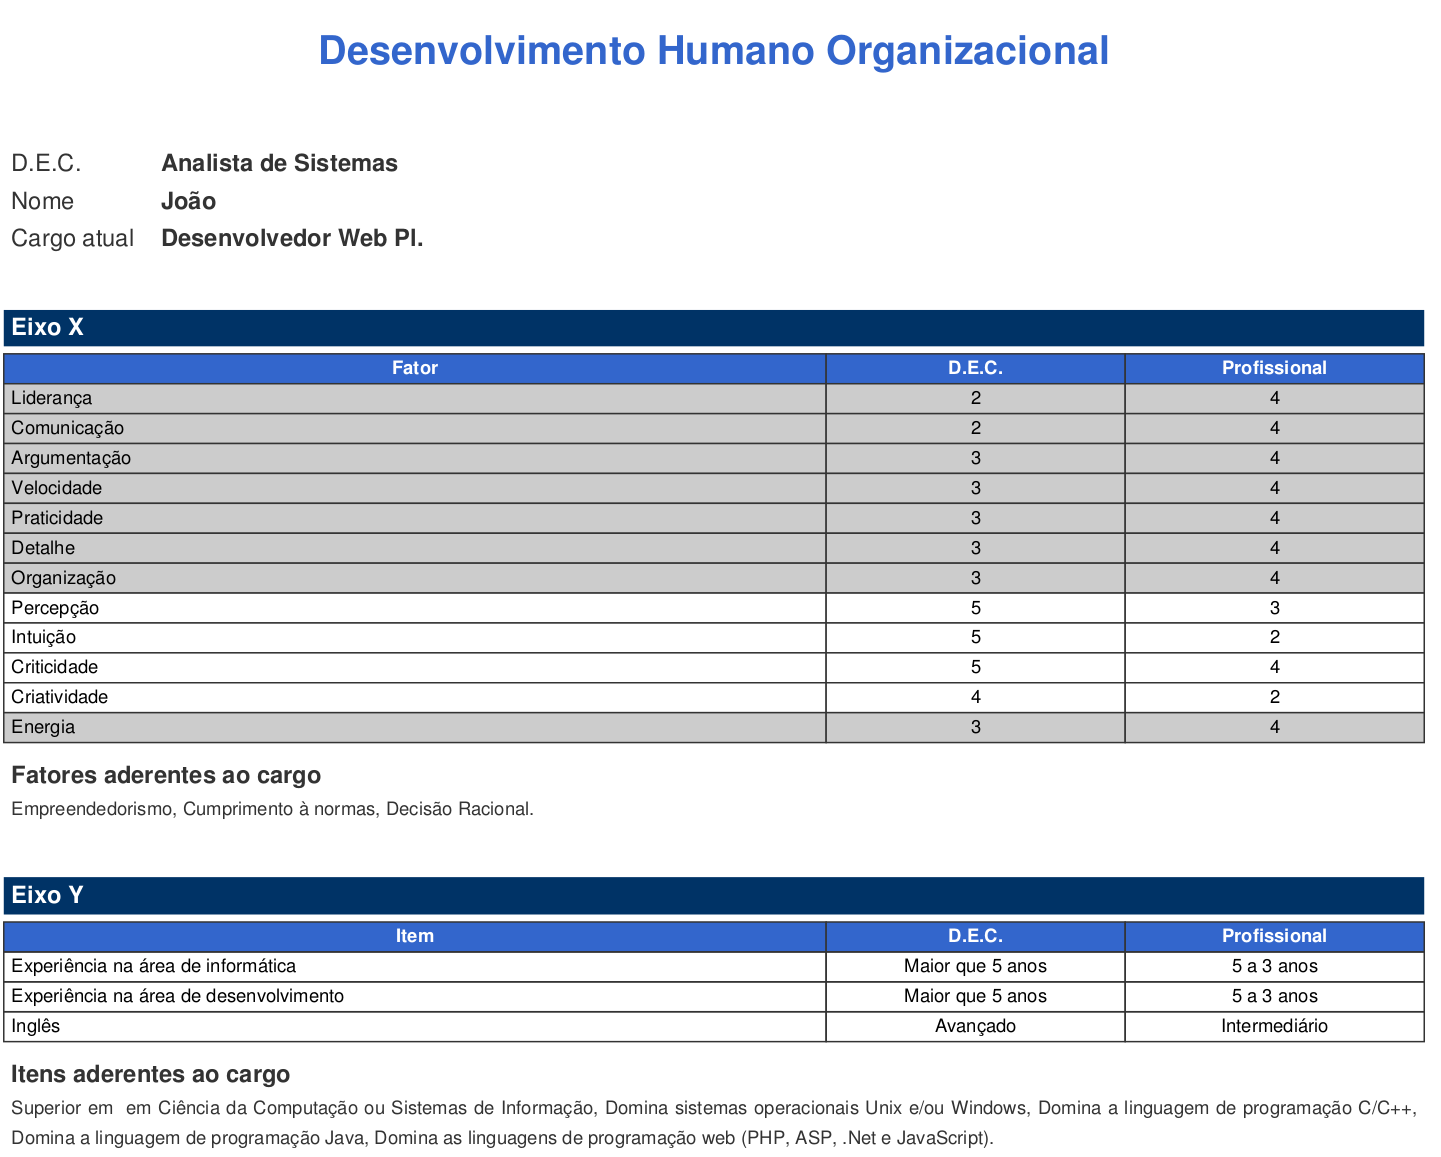 Desenvolvimento Humano Organizacional
D.E.C. Analista de Sistemas
Nome João
Cargo atual Desenvolvedor Web Pl.
Eixo X
Fator D.E.C. Profissional
Liderança 2 4
Comunicação 2 4
Argumentação 3 4
Velocidade 3 4
Praticidade 3 4
Detalhe 3 4
Organização 3 4
Percepção 5 3
Intuição 5 2
Criticidade 5 4
Criatividade 4 2
Energia 3 4
Fatores aderentes ao cargo
Empreendedorismo, Cumprimento à normas, Decisão Racional.
Eixo Y
Item D.E.C. Profissional
Experiência na área de informática Maior que 5 anos 5 a 3 anos
Experiência na área de desenvolvimento Maior que 5 anos 5 a 3 anos
Inglês Avançado Intermediário
Itens aderentes ao cargo
Superior em em Ciência da Computação ou Sistemas de Informação, Domina sistemas operacionais Unix e/ou Windows, Domina a linguagem de programação C/C++,
Domina a linguagem de programação Java, Domina as linguagens de programação web (PHP, ASP, .Net e JavaScript).